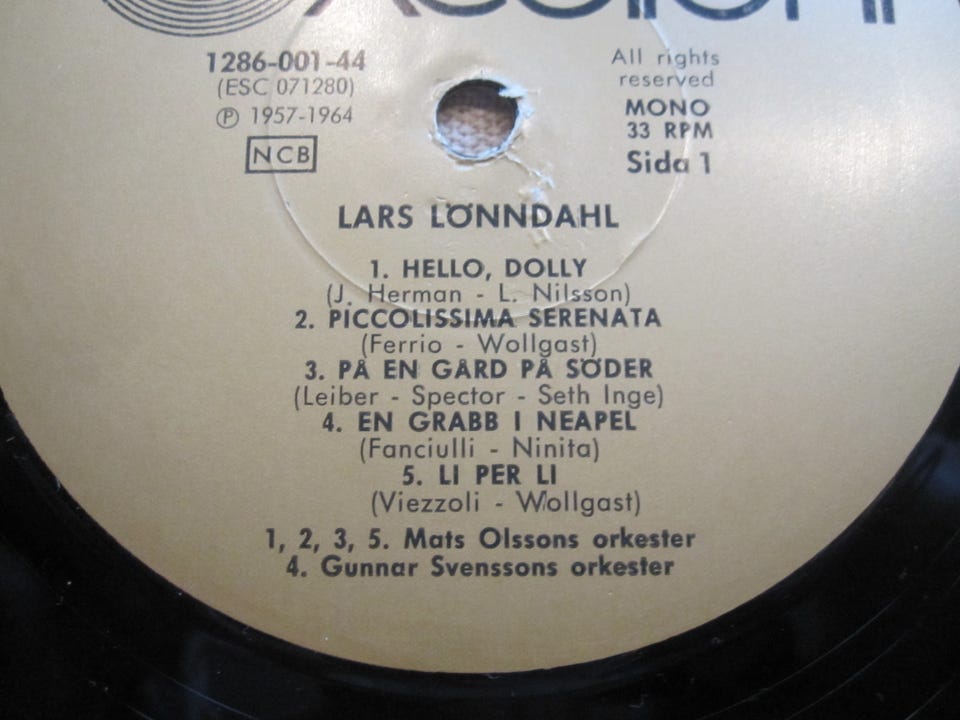 1286-001-44
(ESC 071280)
Ⓟ 1957-1964
NCB
All rights
reserved
MONO
33 RPM
Sida 1
LARS LÖNNDAHL
1. HELLO, DOLLY
(J. Herman - L. Nilsson)
2. PICCOLISSIMA SERENATA
(Ferrio - Wollgast)
3. PÅ EN GÅRD PÅ SÖDER
(Leiber - Spector - Seth Inge)
4. EN GRABB I NEAPEL
(Fanciulli - Ninita)
5. LI PER LI
(Viezzoli - Wollgast)
1, 2, 3, 5. Mats Olssons orkester
4. Gunnar Svenssons orkester